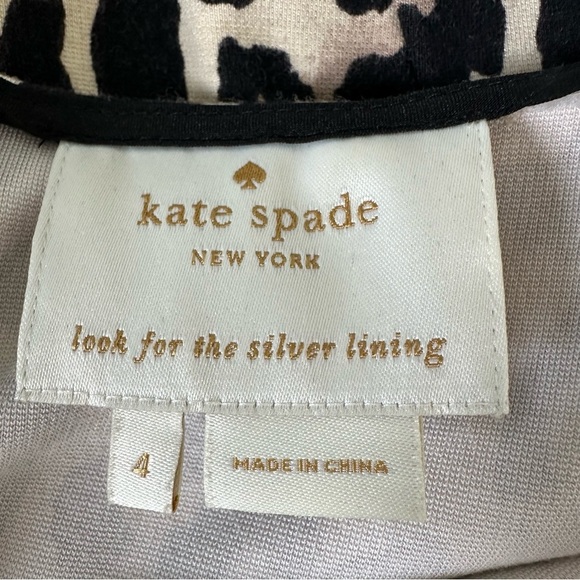 kate spade
NEW YORK
look for the silver lining
4
MADE IN CHINA